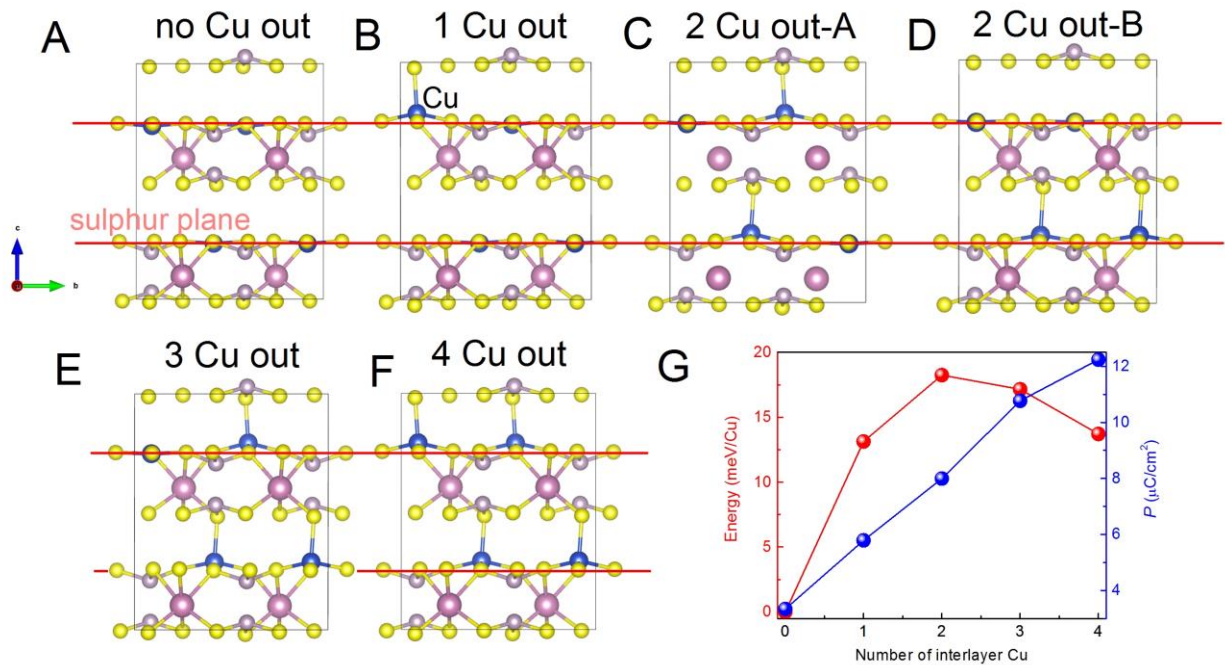 A no Cu out
B 1 Cu out
C 2 Cu out-A
D 2 Cu out-B
Cu
sulphur plane
c
b
E 3 Cu out
F 4 Cu out
G
20
15
10
5
0
Energy (meV/Cu)
12
10
8
6
4
P (μC/cm²)
0 1 2 3 4
Number of interlayer Cu